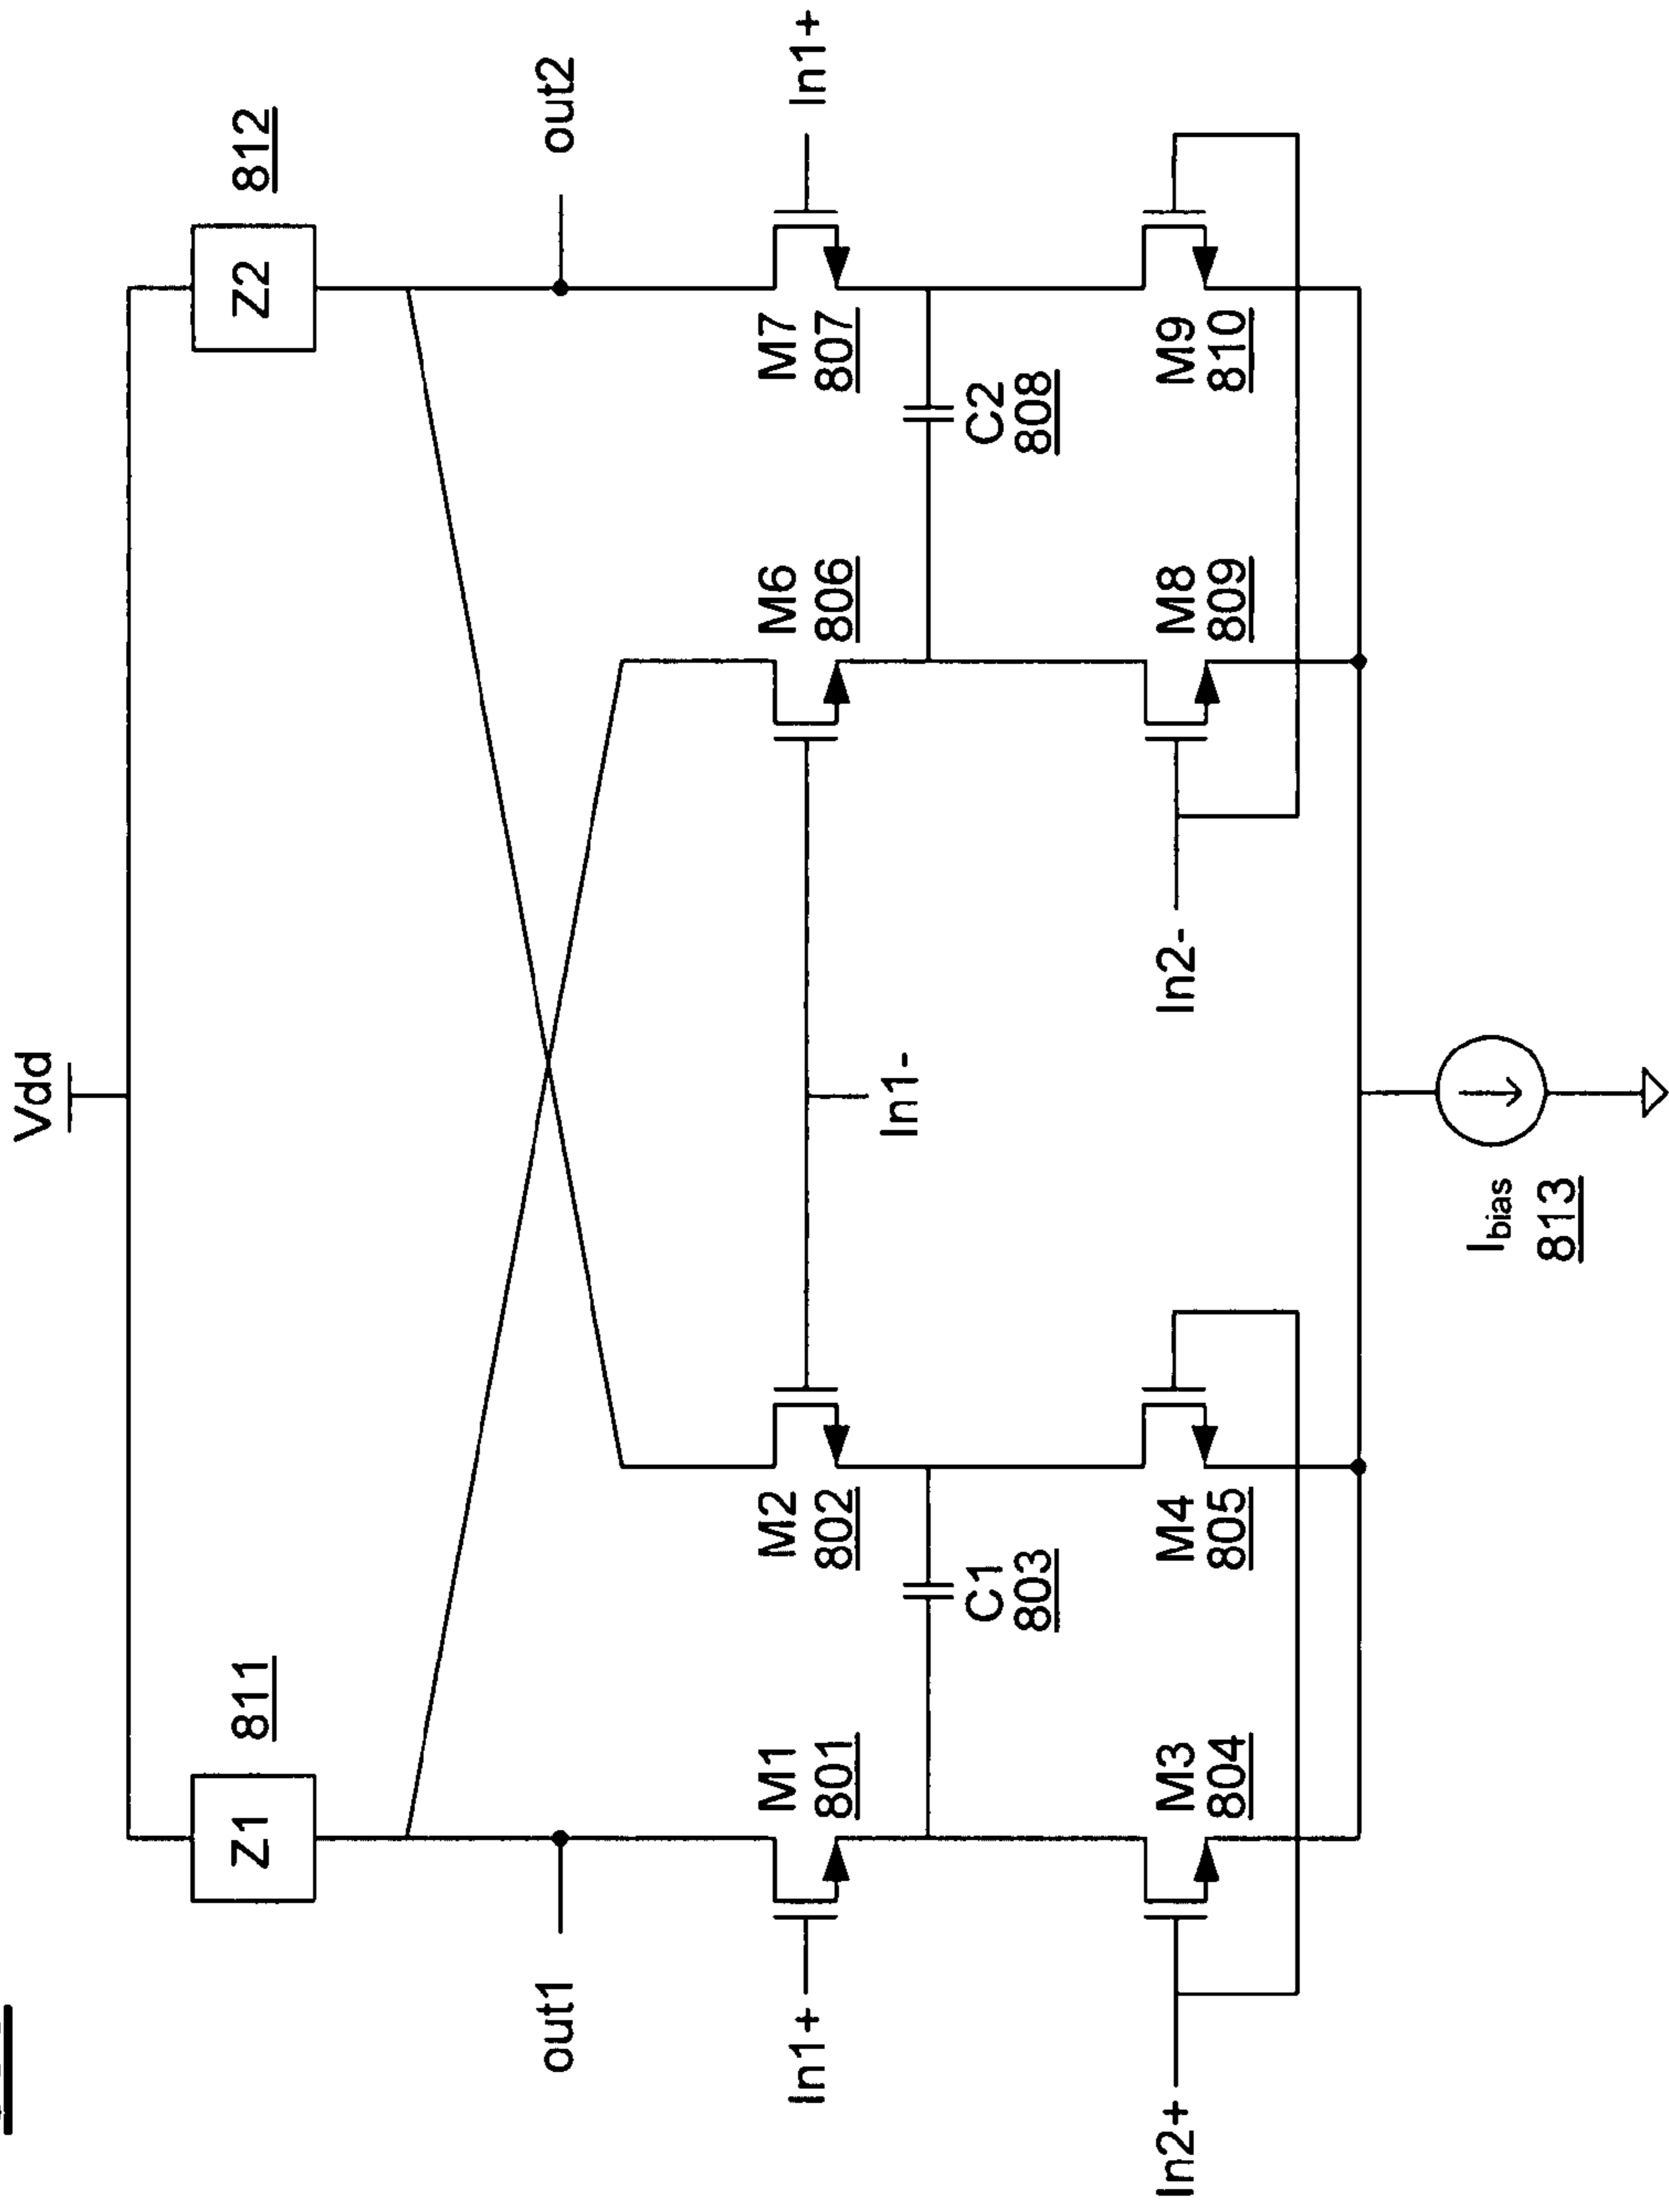 Vdd
Z1
811
Z2
812
out1
out2
In1+
M1
801
M2
802
In1-
M6
806
M7
807
In1+
C1
803
C2
808
In2+
M3
804
M4
805
In2-
M8
809
M9
810
Ibias
813